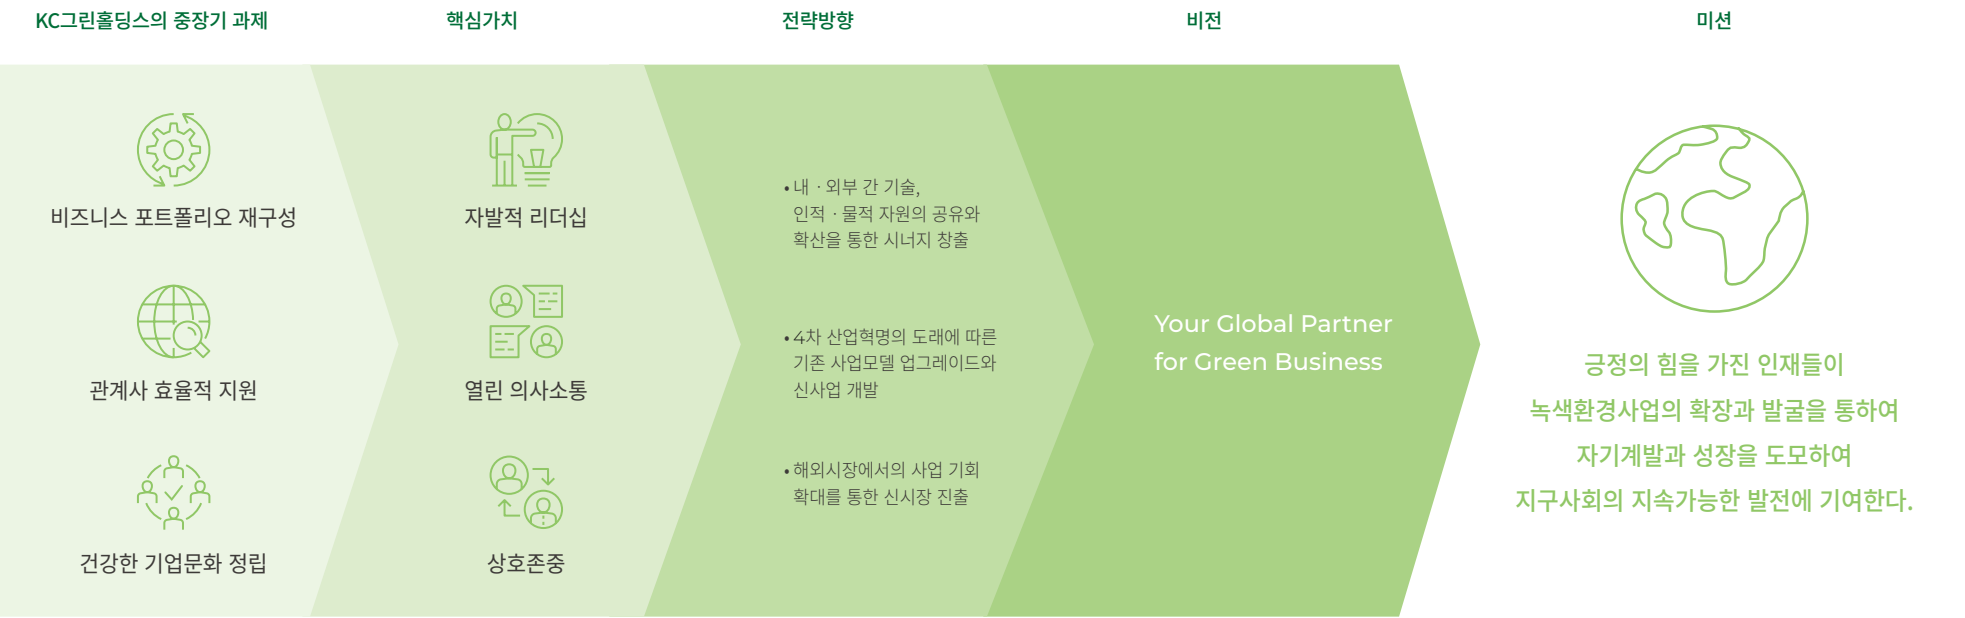 KC그린홀딩스의 중장기 과제
비즈니스 포트폴리오 재구성
관계사 효율적 지원
건강한 기업문화 정립
핵심가치
자발적 리더십
열린 의사소통
상호존중
전략방향
• 내 · 외부 간 기술,
인적 · 물적 자원의 공유와
확산을 통한 시너지 창출
• 4차 산업혁명의 도래에 따른
기존 사업모델 업그레이드와
신사업 개발
• 해외시장에서의 사업 기회
확대를 통한 신시장 진출
비전
Your Global Partner
for Green Business
미션
긍정의 힘을 가진 인재들이
녹색환경사업의 확장과 발굴을 통하여
자기계발과 성장을 도모하여
지구사회의 지속가능한 발전에 기여한다.